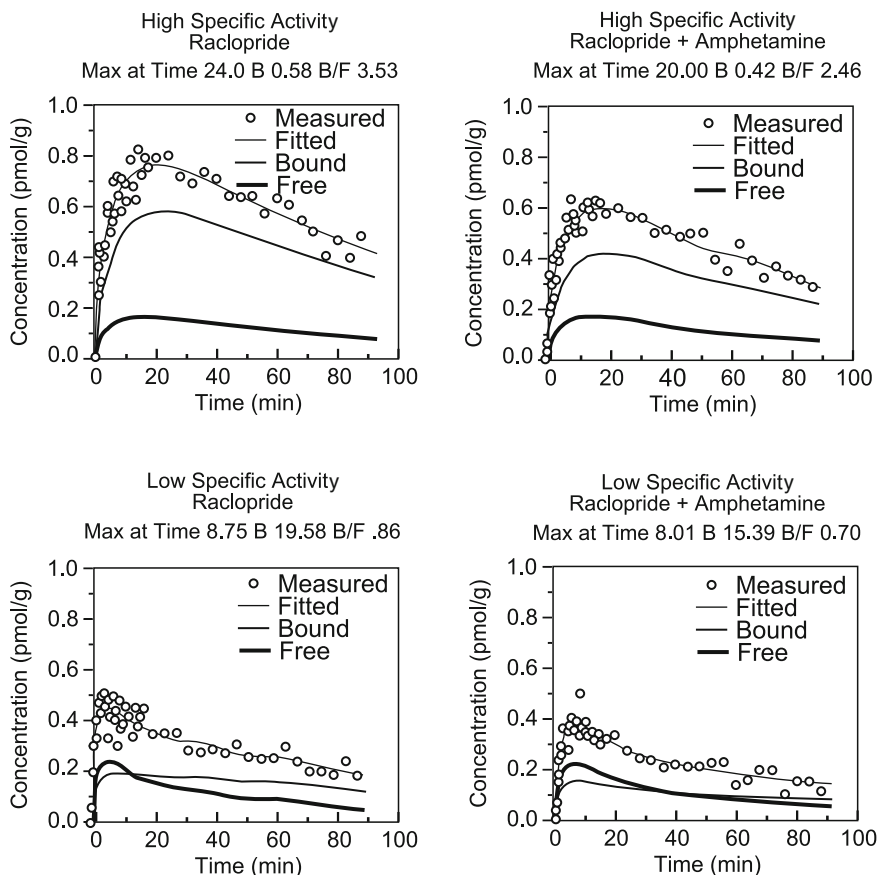 High Specific Activity
Raclopride
Max at Time 24.0 B 0.58 B/F 3.53
1.0
0.8
0.6
0.4
0.2
0.0
Concentration (pmol/g)
Measured
Fitted
Bound
Free
0 20 40 60 80 100
Time (min)
High Specific Activity
Raclopride + Amphetamine
Max at Time 20.00 B 0.42 B/F 2.46
1.0
0.8
0.6
0.4
0.2
0.0
Concentration (pmol/g)
Measured
Fitted
Bound
Free
0 20 40 60 80 100
Time (min)
Low Specific Activity
Raclopride
Max at Time 8.75 B 19.58 B/F .86
1.0
0.8
0.6
0.4
0.2
0.0
Concentration (pmol/g)
Measured
Fitted
Bound
Free
0 20 40 60 80 100
Time (min)
Low Specific Activity
Raclopride + Amphetamine
Max at Time 8.01 B 15.39 B/F 0.70
1.0
0.8
0.6
0.4
0.2
0.0
Concentration (pmol/g)
Measured
Fitted
Bound
Free
0 20 40 60 80 100
Time (min)